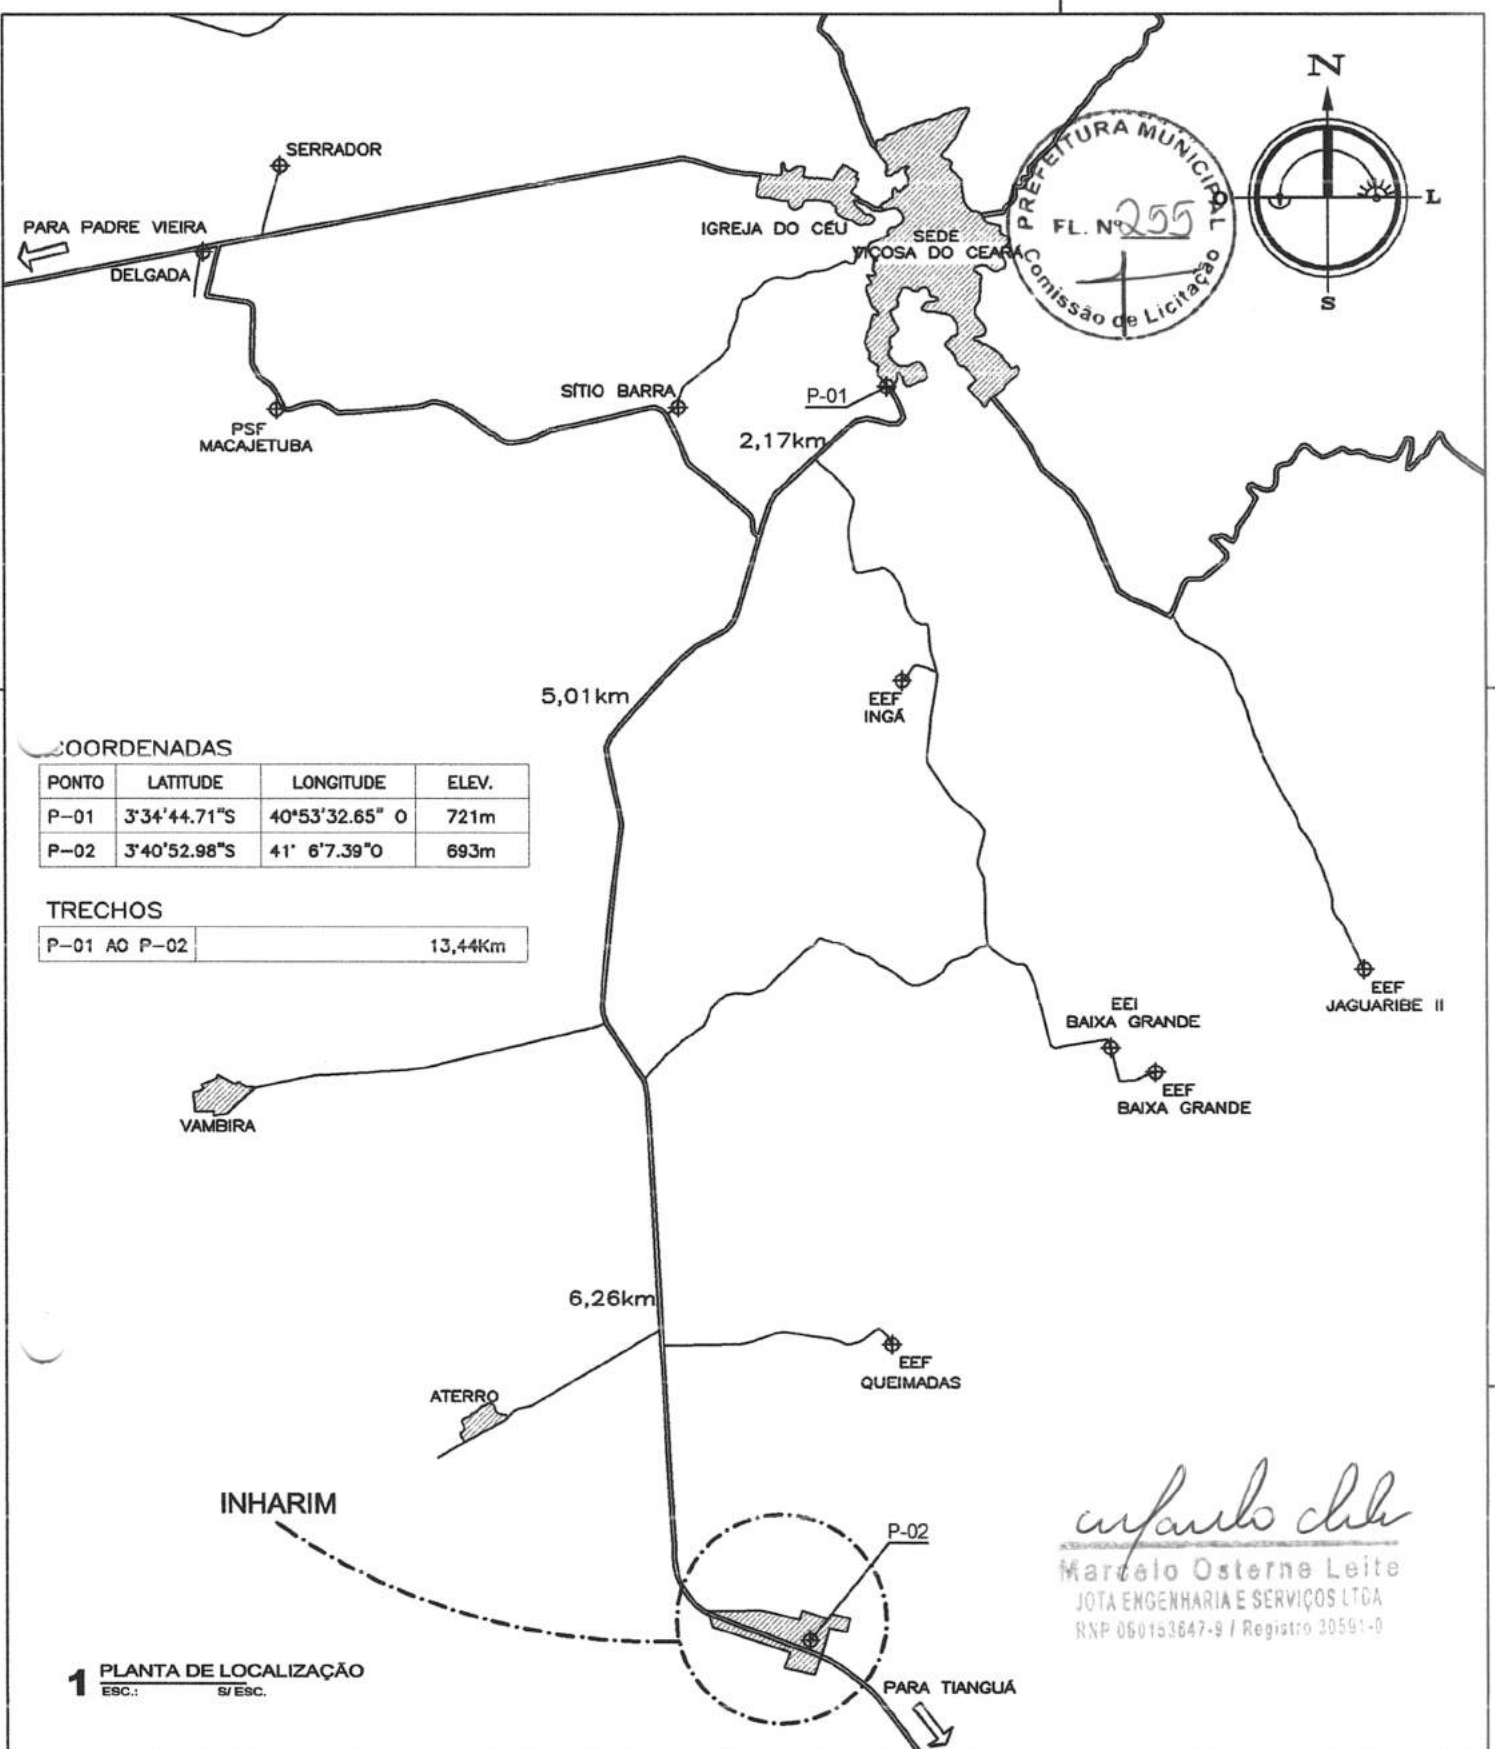 N
SERRADOR
PREFEITURA MUNICIPAL
O
L
PARA PADRE VIEIRA
IGREJA DO CÉU
SEDE
VIÇOSA DO CEARÁ
FL. Nº 255
DELGADA
Comissão de Licitação
S
SÍTIO BARRA
P-01
PSF
MACAJETUBA
2,17km
5,01km
EEF
INGÁ
COORDENADAS
PONTO LATITUDE LONGITUDE ELEV.
P-01 3°34'44.71"S 40°53'32.65" O 721m
P-02 3°40'52.98"S 41° 6'7.39"O 693m
TRECHOS
P-01 AO P-02 13,44Km
EEF
JAGUARIBE II
EEI
BAIXA GRANDE
EEF
BAIXA GRANDE
VAMBIRA
6,26km
EEF
QUEIMADAS
ATERRO
INHARIM
P-02
Marcelo Osterne Leite
JOTA ENGENHARIA E SERVIÇOS LTDA
RNP 060153647-9 / Registro 30591-0
1 PLANTA DE LOCALIZAÇÃO
ESC.: S/ ESC.
PARA TIANGUÁ